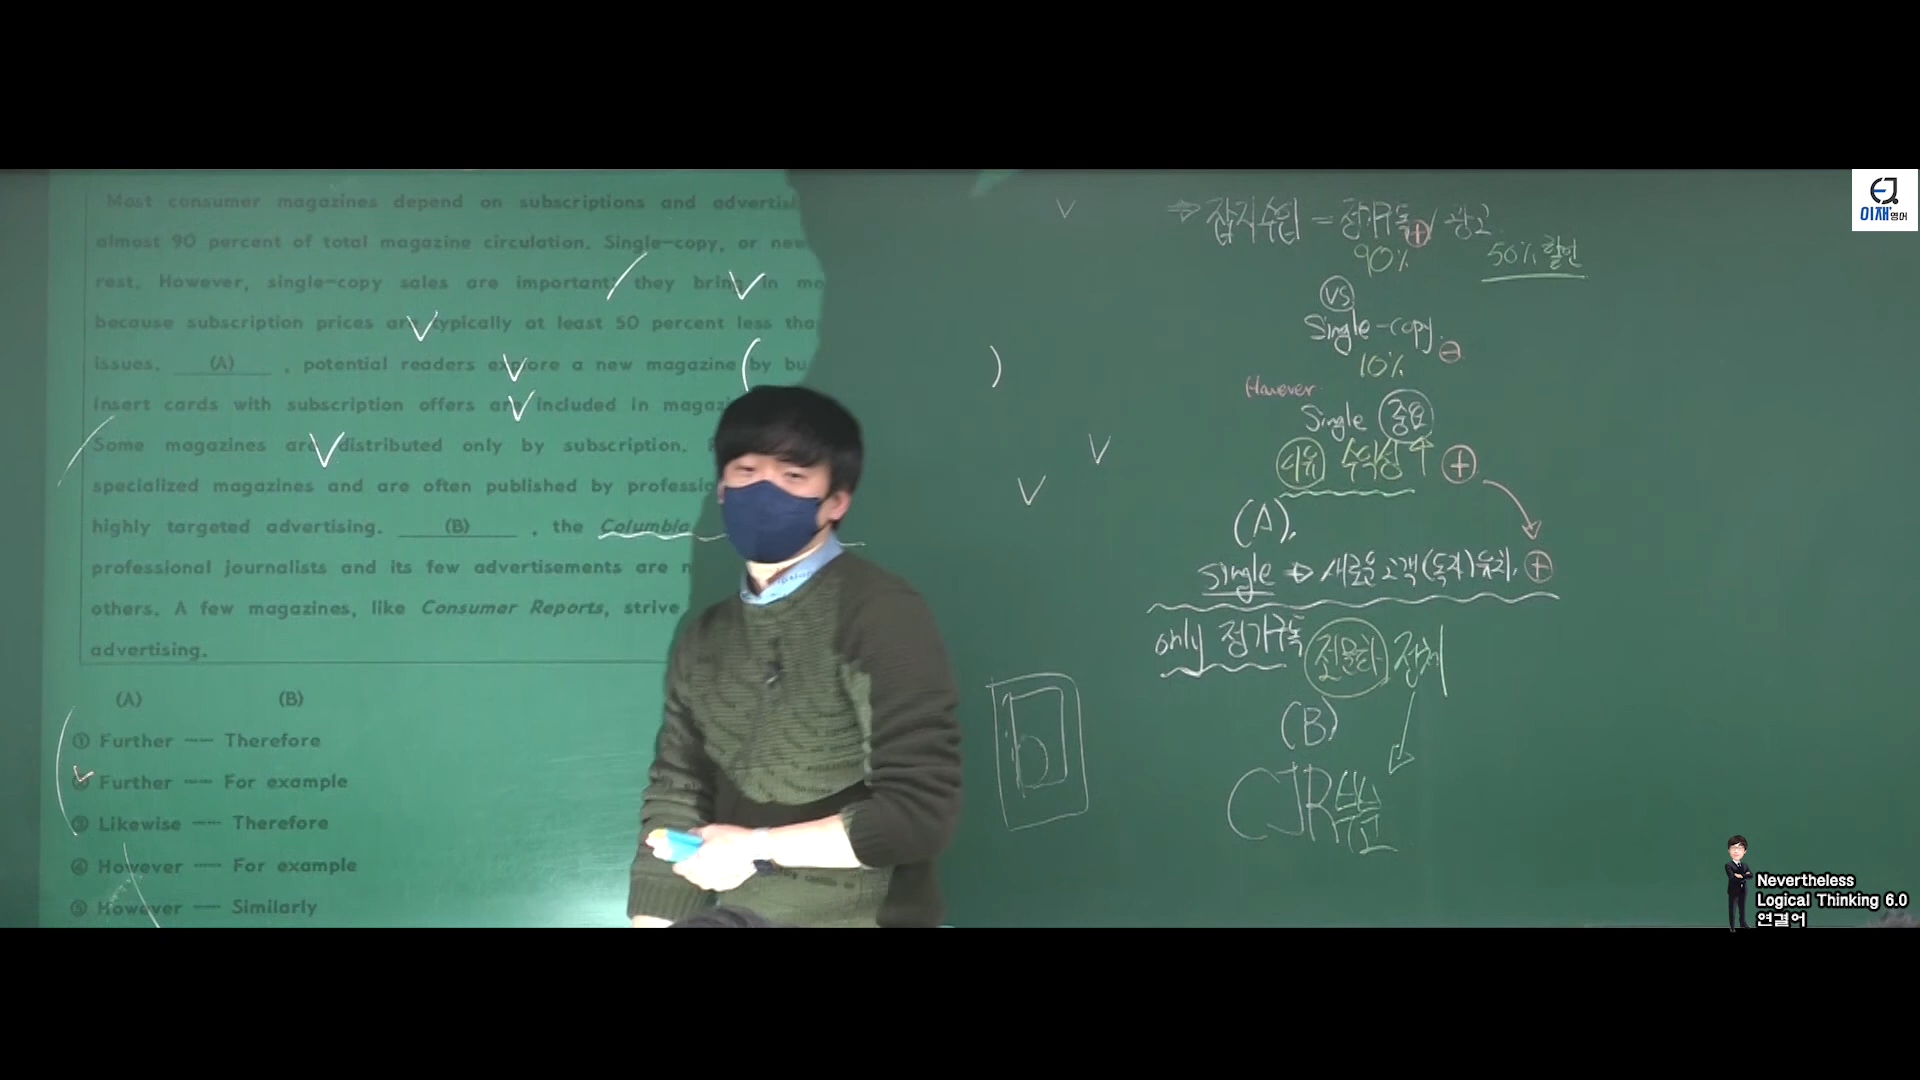 Most consumer magazines depend on subscriptions and advertisi
almost 90 percent of total magazine circulation. Single-copy, or new
rest. However, single-copy sales are important; they bring in mo
because subscription prices are typically at least 50 percent less tha
issues. (A) , potential readers explore a new magazine by bu
insert cards with subscription offers are included in magazi
Some magazines are distributed only by subscription.
specialized magazines and are often published by professio
highly targeted advertising. (B) , the Columbia
professional journalists and its few advertisements are n
others. A few magazines, like Consumer Reports, strive
advertising.
(A) (B)
① Further ── Therefore
② Further ── For example
③ Likewise ── Therefore
④ However ── For example
⑤ However ── Similarly
⇒ 잡지수입 = 정기구독 ⊕ / 광고
90% 50% 할인
VS
Single-copy ⊖
10%
However
Single 중요
이유 수익성 ↑ ⊕
(A).
Single ⇒ 새로운 고객(독자) 유치. ⊕
only 정기구독 전문화 잡지
(B)
CJR
EJ
이재영어
Nevertheless
Logical Thinking 6.0
연결어